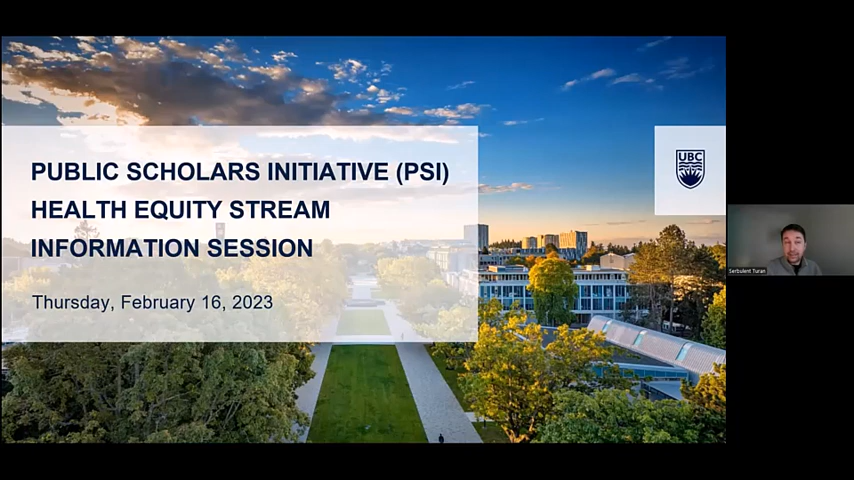 PUBLIC SCHOLARS INITIATIVE (PSI)
HEALTH EQUITY STREAM
INFORMATION SESSION
Thursday, February 16, 2023
UBC
Serbulent Turan